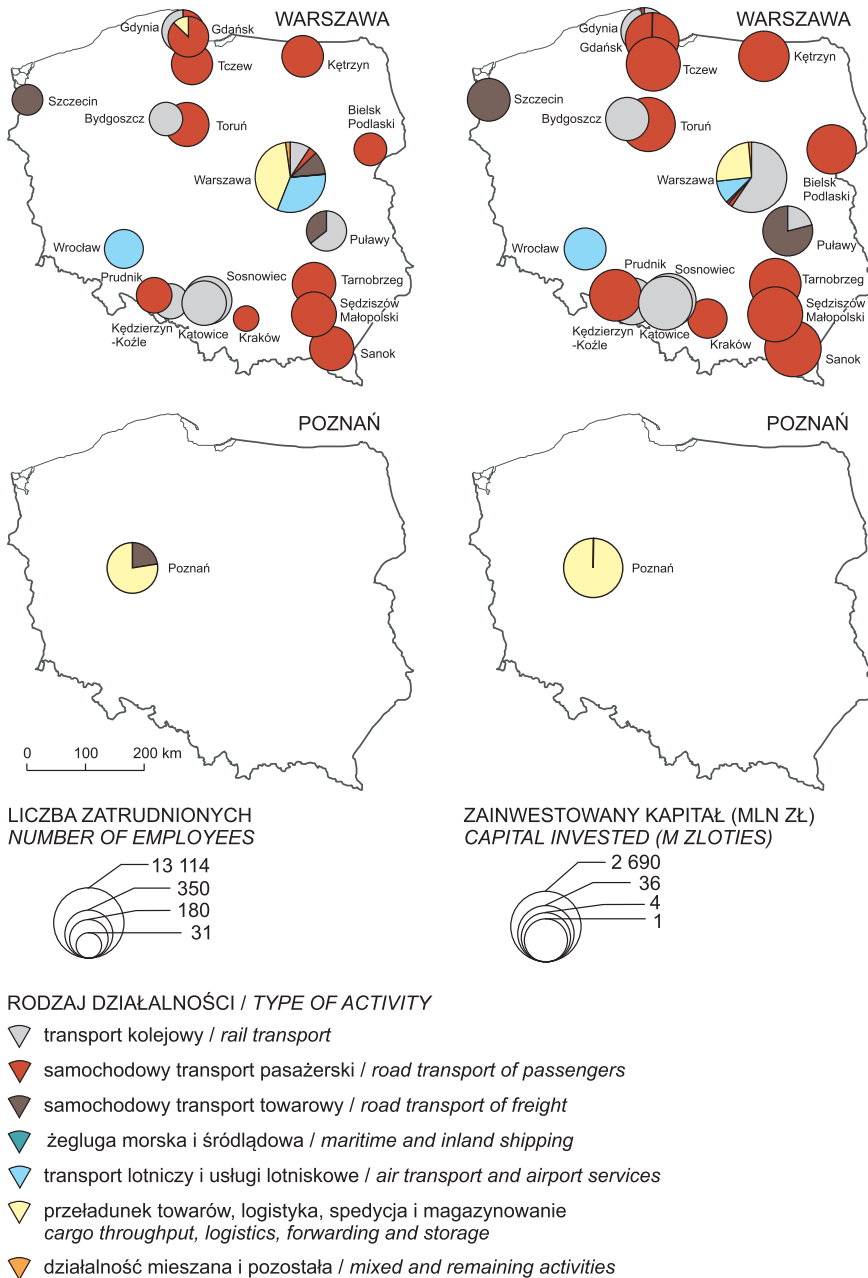 WARSZAWA
Gdynia
Gdańsk
Tczew
Kętrzyn
Szczecin
Bydgoszcz
Toruń
Bielsk
Podlaski
Warszawa
Puławy
Wrocław
Prudnik
Sosnowiec
Tarnobrzeg
Sędziszów
Małopolski
Kędzierzyn
-Koźle
Katowice
Kraków
Sanok
WARSZAWA
Gdynia
Gdańsk
Tczew
Kętrzyn
Szczecin
Bydgoszcz
Toruń
Warszawa
Bielsk
Podlaski
Puławy
Wrocław
Prudnik
Sosnowiec
Tarnobrzeg
Sędziszów
Małopolski
Kędzierzyn
-Koźle
Katowice
Kraków
Sanok
POZNAŃ
Poznań
0 100 200 km
POZNAŃ
Poznań
LICZBA ZATRUDNIONYCH
NUMBER OF EMPLOYEES
13 114
350
180
31
ZAINWESTOWANY KAPITAŁ (MLN ZŁ)
CAPITAL INVESTED (M ZLOTIES)
2 690
36
4
1
RODZAJ DZIAŁALNOŚCI / TYPE OF ACTIVITY
transport kolejowy / rail transport
samochodowy transport pasażerski / road transport of passengers
samochodowy transport towarowy / road transport of freight
żegluga morska i śródlądowa / maritime and inland shipping
transport lotniczy i usługi lotniskowe / air transport and airport services
przeładunek towarów, logistyka, spedycja i magazynowanie
cargo throughput, logistics, forwarding and storage
działalność mieszana i pozostała / mixed and remaining activities